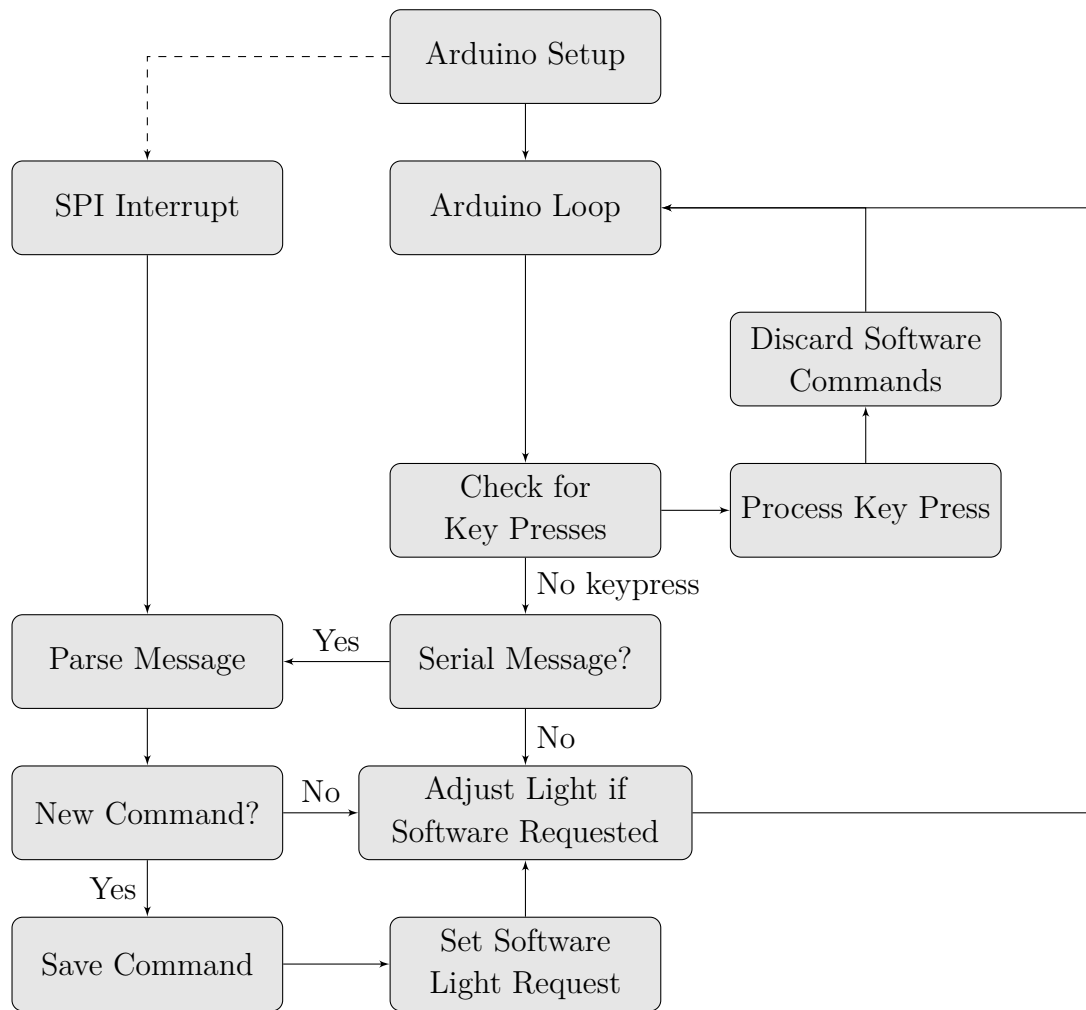 Arduino Setup
SPI Interrupt
Arduino Loop
Discard Software
Commands
Check for
Key Presses
Process Key Press
No keypress
Parse Message
Yes
Serial Message?
No
New Command?
No
Adjust Light if
Software Requested
Yes
Save Command
Set Software
Light Request